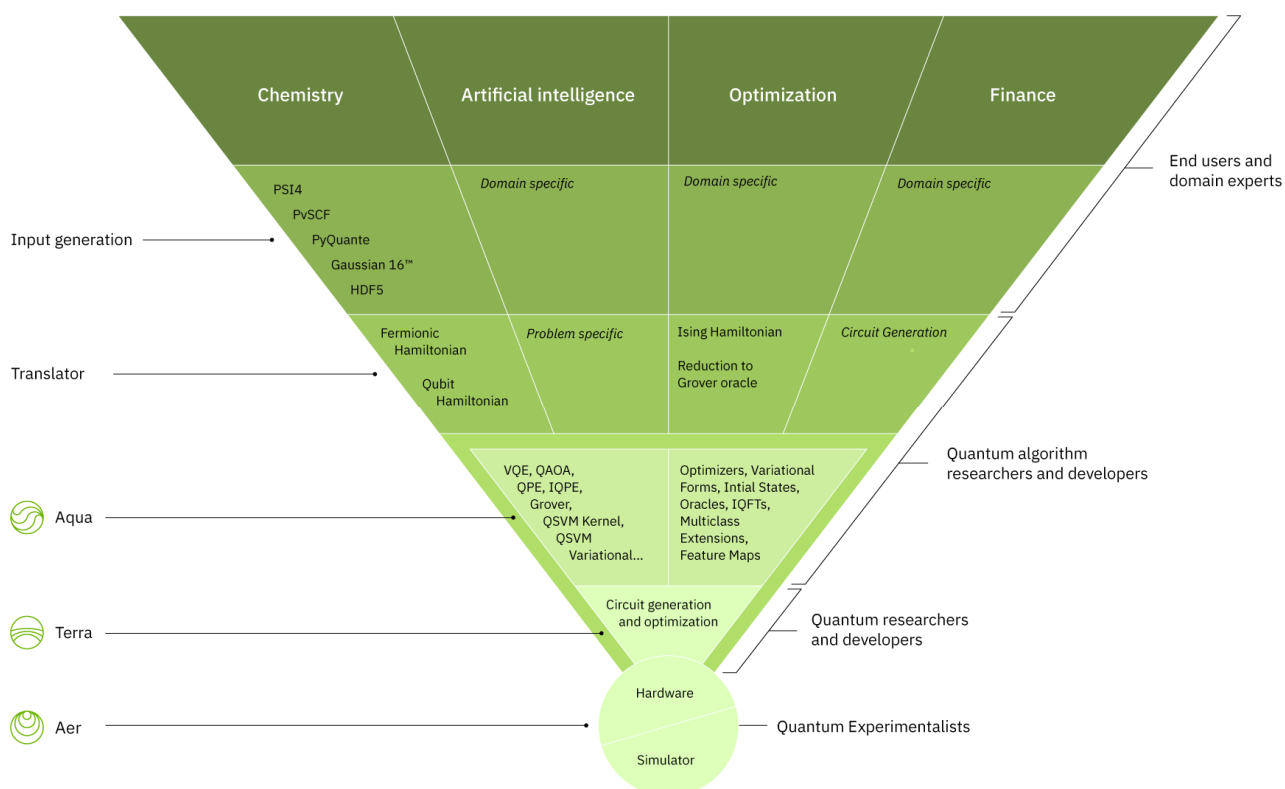 Chemistry
Artificial intelligence
Optimization
Finance
End users and
domain experts
Input generation
PSI4
PvSCF
PyQuante
Gaussian 16™
HDF5
Domain specific
Domain specific
Domain specific
Translator
Fermionic
Hamiltonian
Qubit
Hamiltonian
Problem specific
Ising Hamiltonian
Reduction to
Grover oracle
Circuit Generation
Quantum algorithm
researchers and developers
Aqua
VQE, QAOA,
QPE, IQPE,
Grover,
QSVM Kernel,
QSVM
Variational...
Optimizers, Variational
Forms, Intial States,
Oracles, IQFTs,
Multiclass
Extensions,
Feature Maps
Terra
Circuit generation
and optimization
Quantum researchers
and developers
Aer
Hardware
Simulator
Quantum Experimentalists